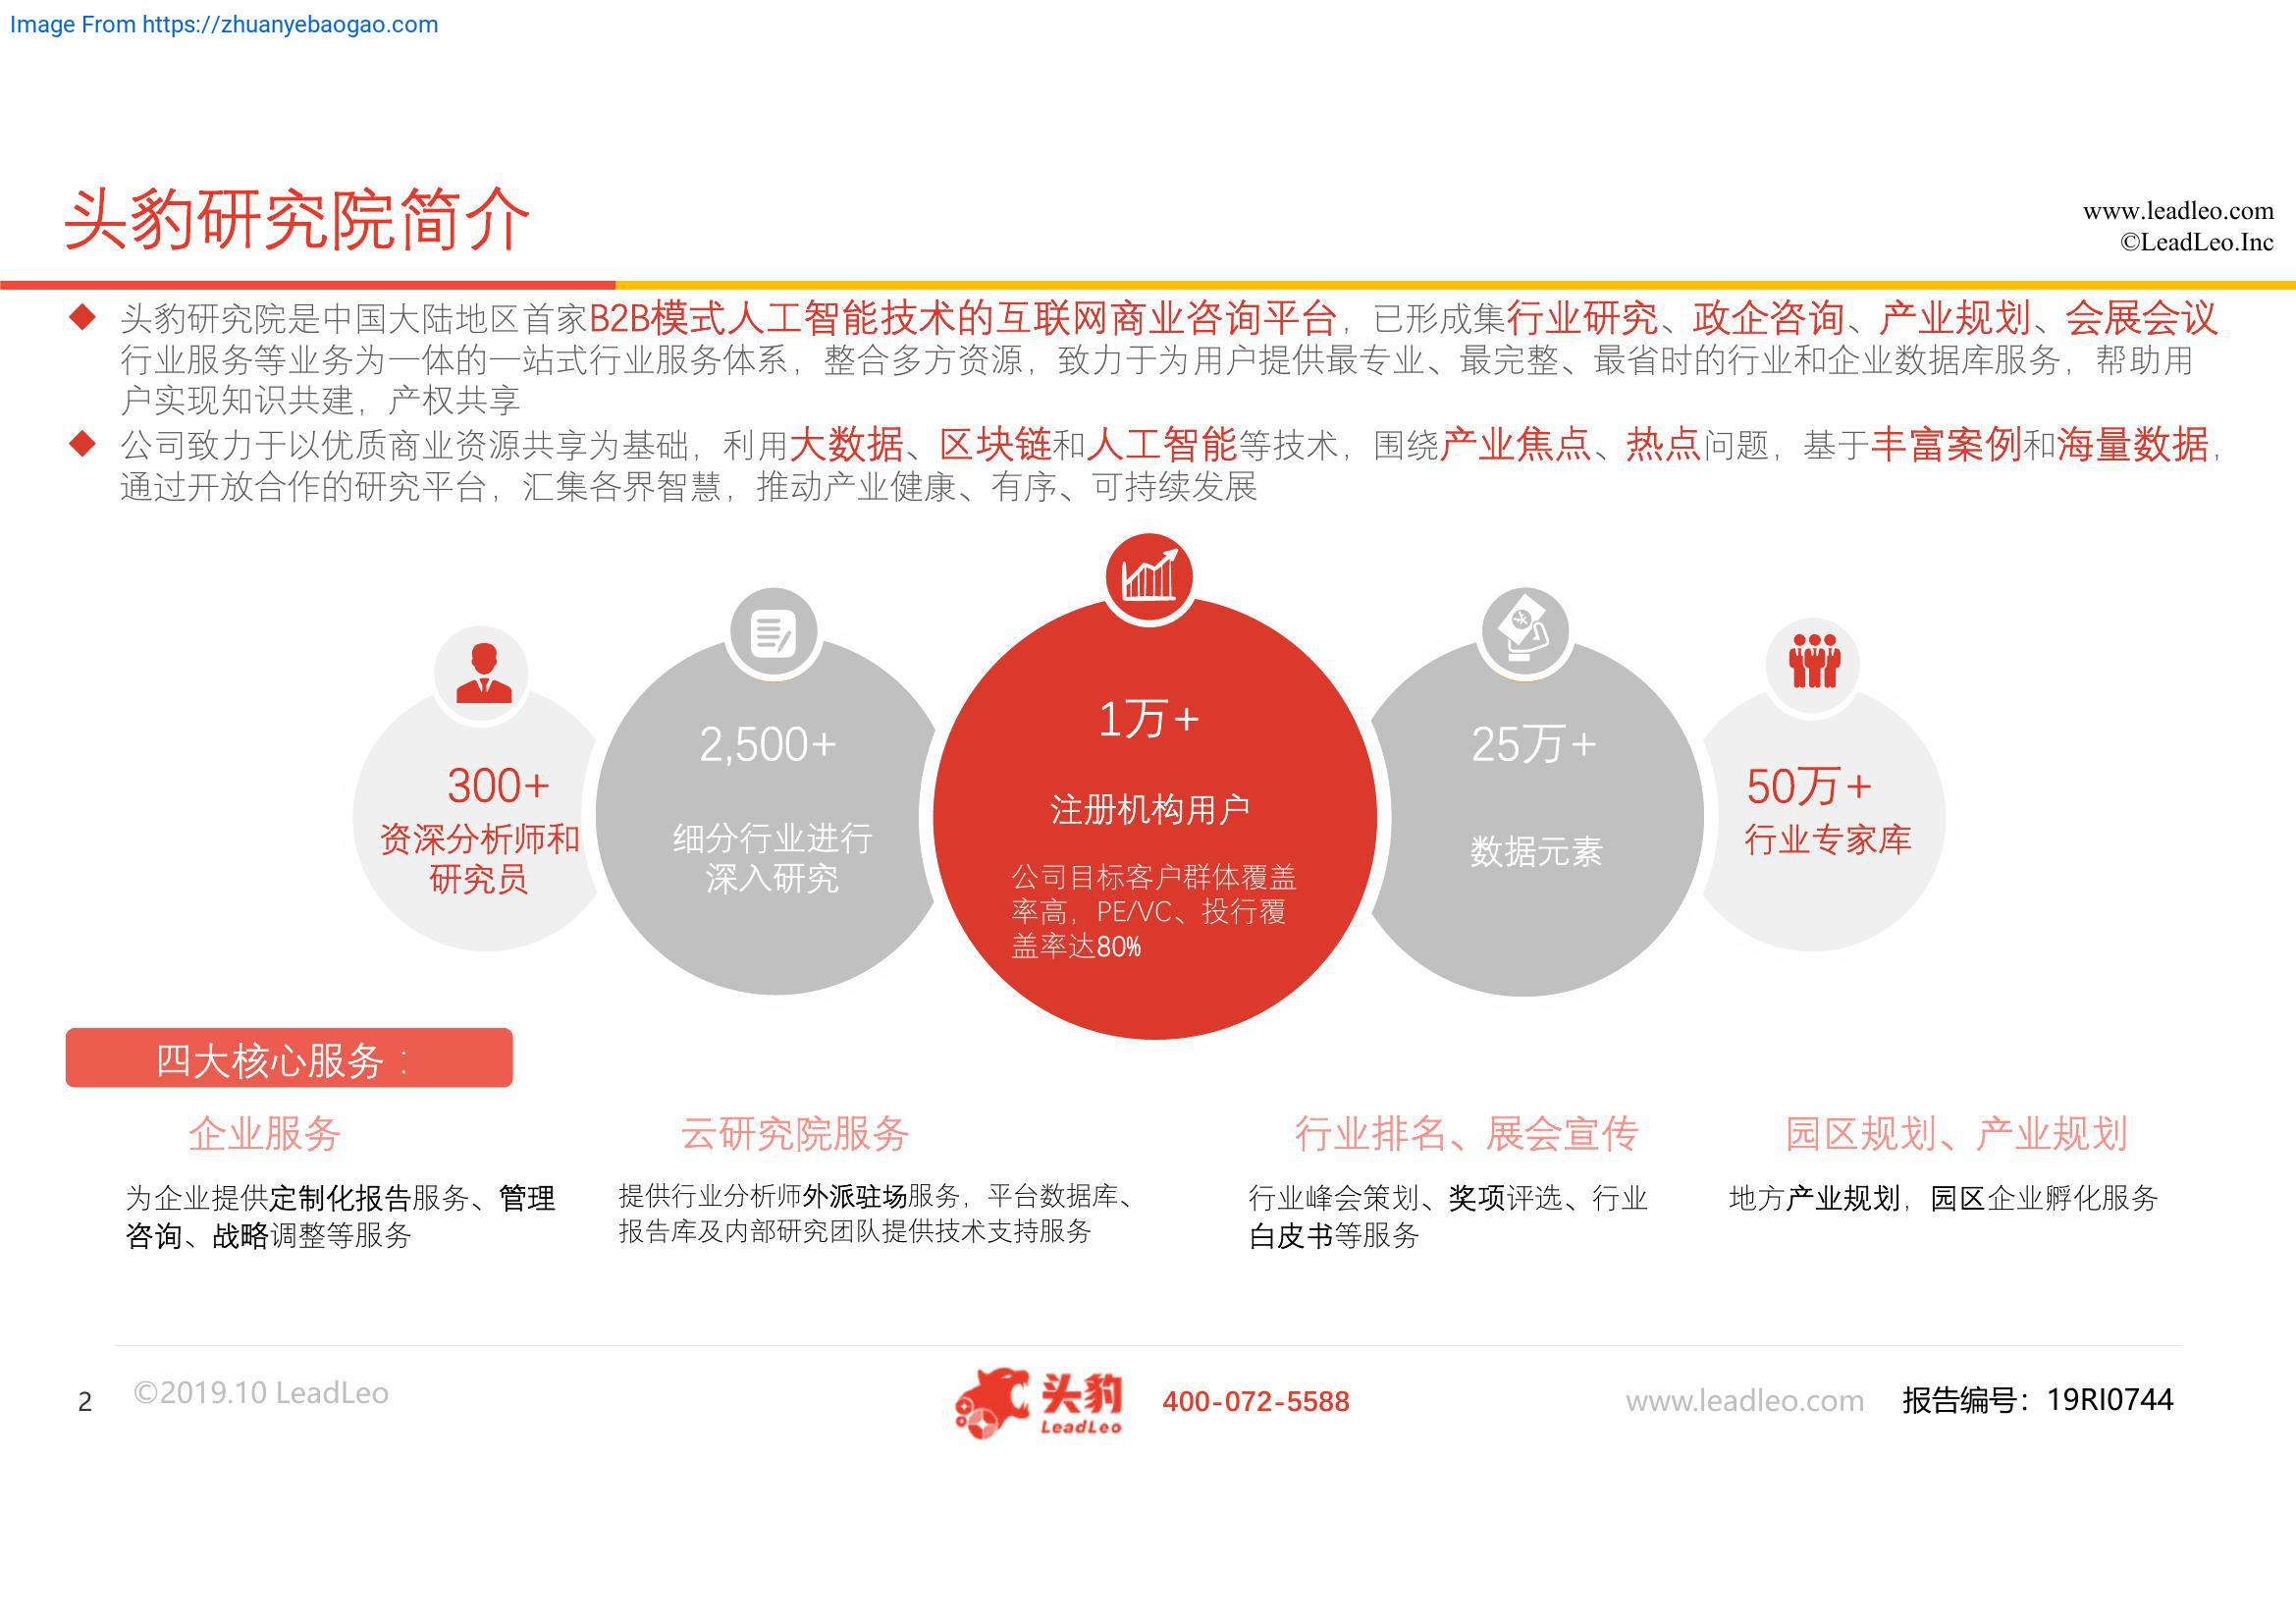 Image From https://zhuanyebaogao.com
头豹研究院简介
www.leadleo.com
©LeadLeo.Inc
头豹研究院是中国大陆地区首家B2B模式人工智能技术的互联网商业咨询平台，已形成集行业研究、政企咨询、产业规划、会展会议
行业服务等业务为一体的一站式行业服务体系，整合多方资源，致力于为用户提供最专业、最完整、最省时的行业和企业数据库服务，帮助用
户实现知识共建，产权共享
公司致力于以优质商业资源共享为基础，利用大数据、区块链和人工智能等技术，围绕产业焦点、热点问题，基于丰富案例和海量数据，
通过开放合作的研究平台，汇集各界智慧，推动产业健康、有序、可持续发展
300+
资深分析师和
研究员
2,500+
细分行业进行
深入研究
1万+
注册机构用户
公司目标客户群体覆盖
率高，PE/VC、投行覆
盖率达80%
25万+
数据元素
50万+
行业专家库
四大核心服务：
企业服务
为企业提供定制化报告服务、管理
咨询、战略调整等服务
云研究院服务
提供行业分析师外派驻场服务，平台数据库、
报告库及内部研究团队提供技术支持服务
行业排名、展会宣传
行业峰会策划、奖项评选、行业
白皮书等服务
园区规划、产业规划
地方产业规划，园区企业孵化服务
2
©2019.10 LeadLeo
头豹
LeadLeo
400-072-5588
www.leadleo.com
报告编号：19RI0744